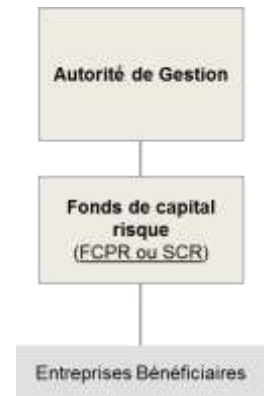 Autorité de Gestion
Fonds de capital
risque
(FCPR ou SCR)
Entreprises Bénéficiaires